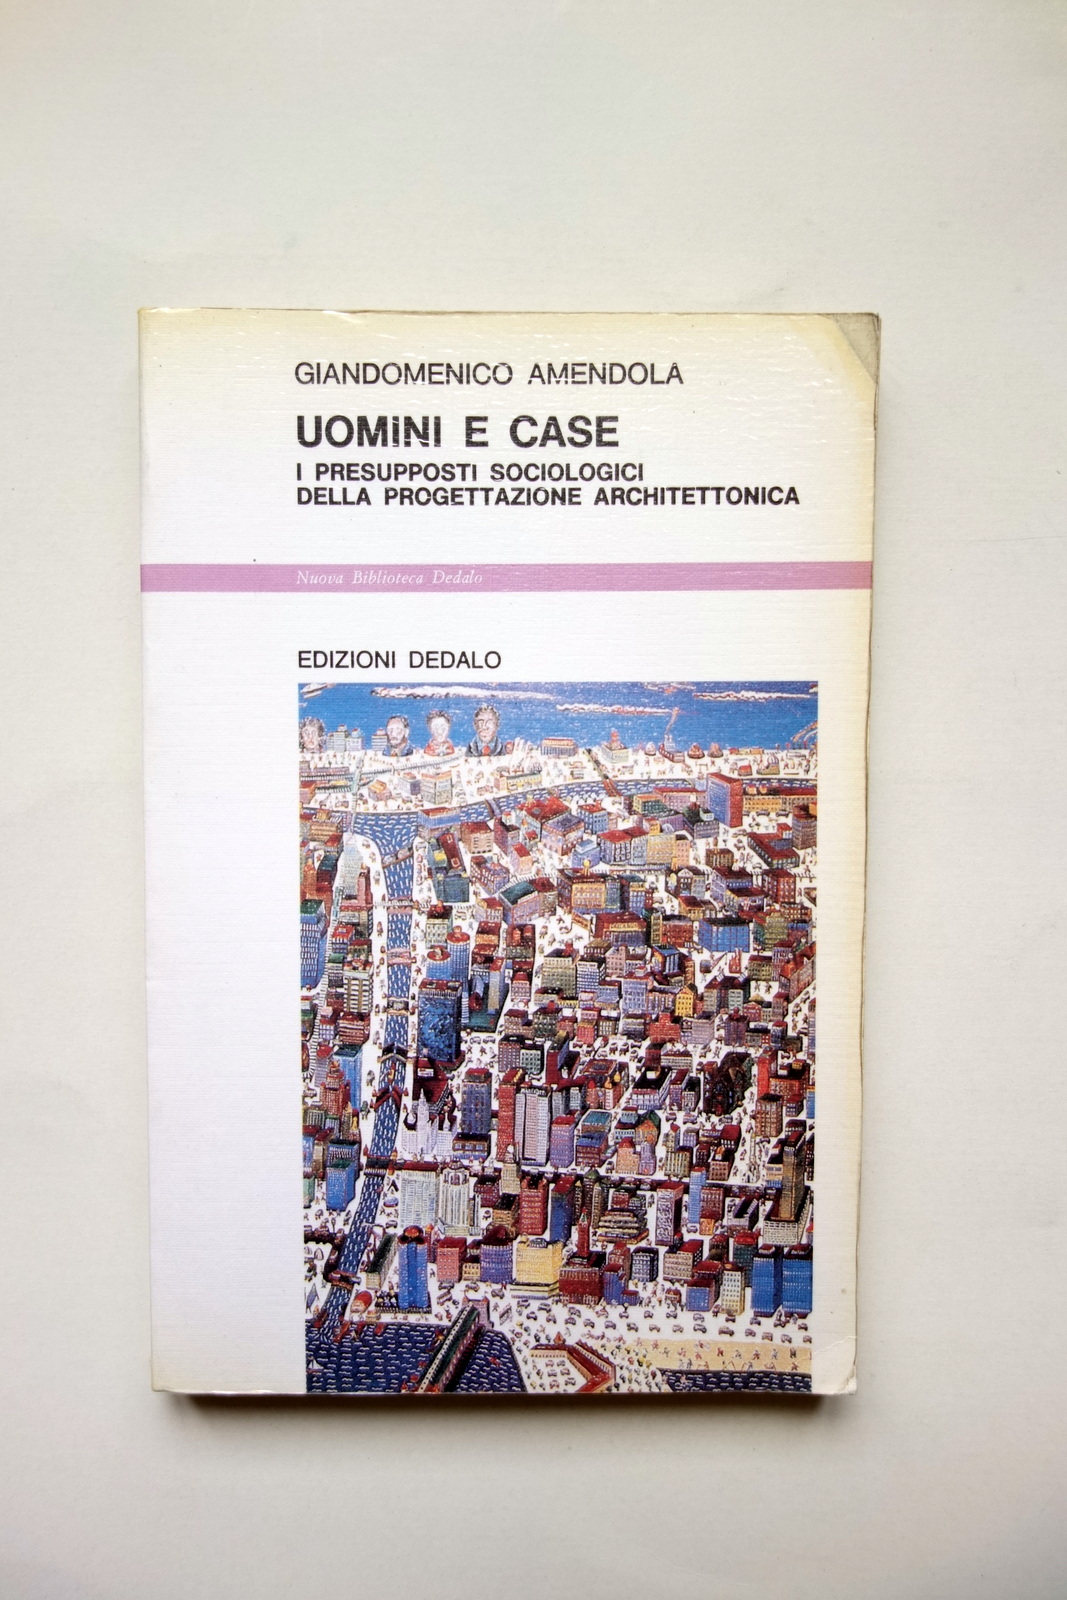 GIANDOMENICO AMENDOLA
UOMINI E CASE
I PRESUPPOSTI SOCIOLOGICI
DELLA PROGETTAZIONE ARCHITETTONICA
Nuova Biblioteca Dedalo
EDIZIONI DEDALO